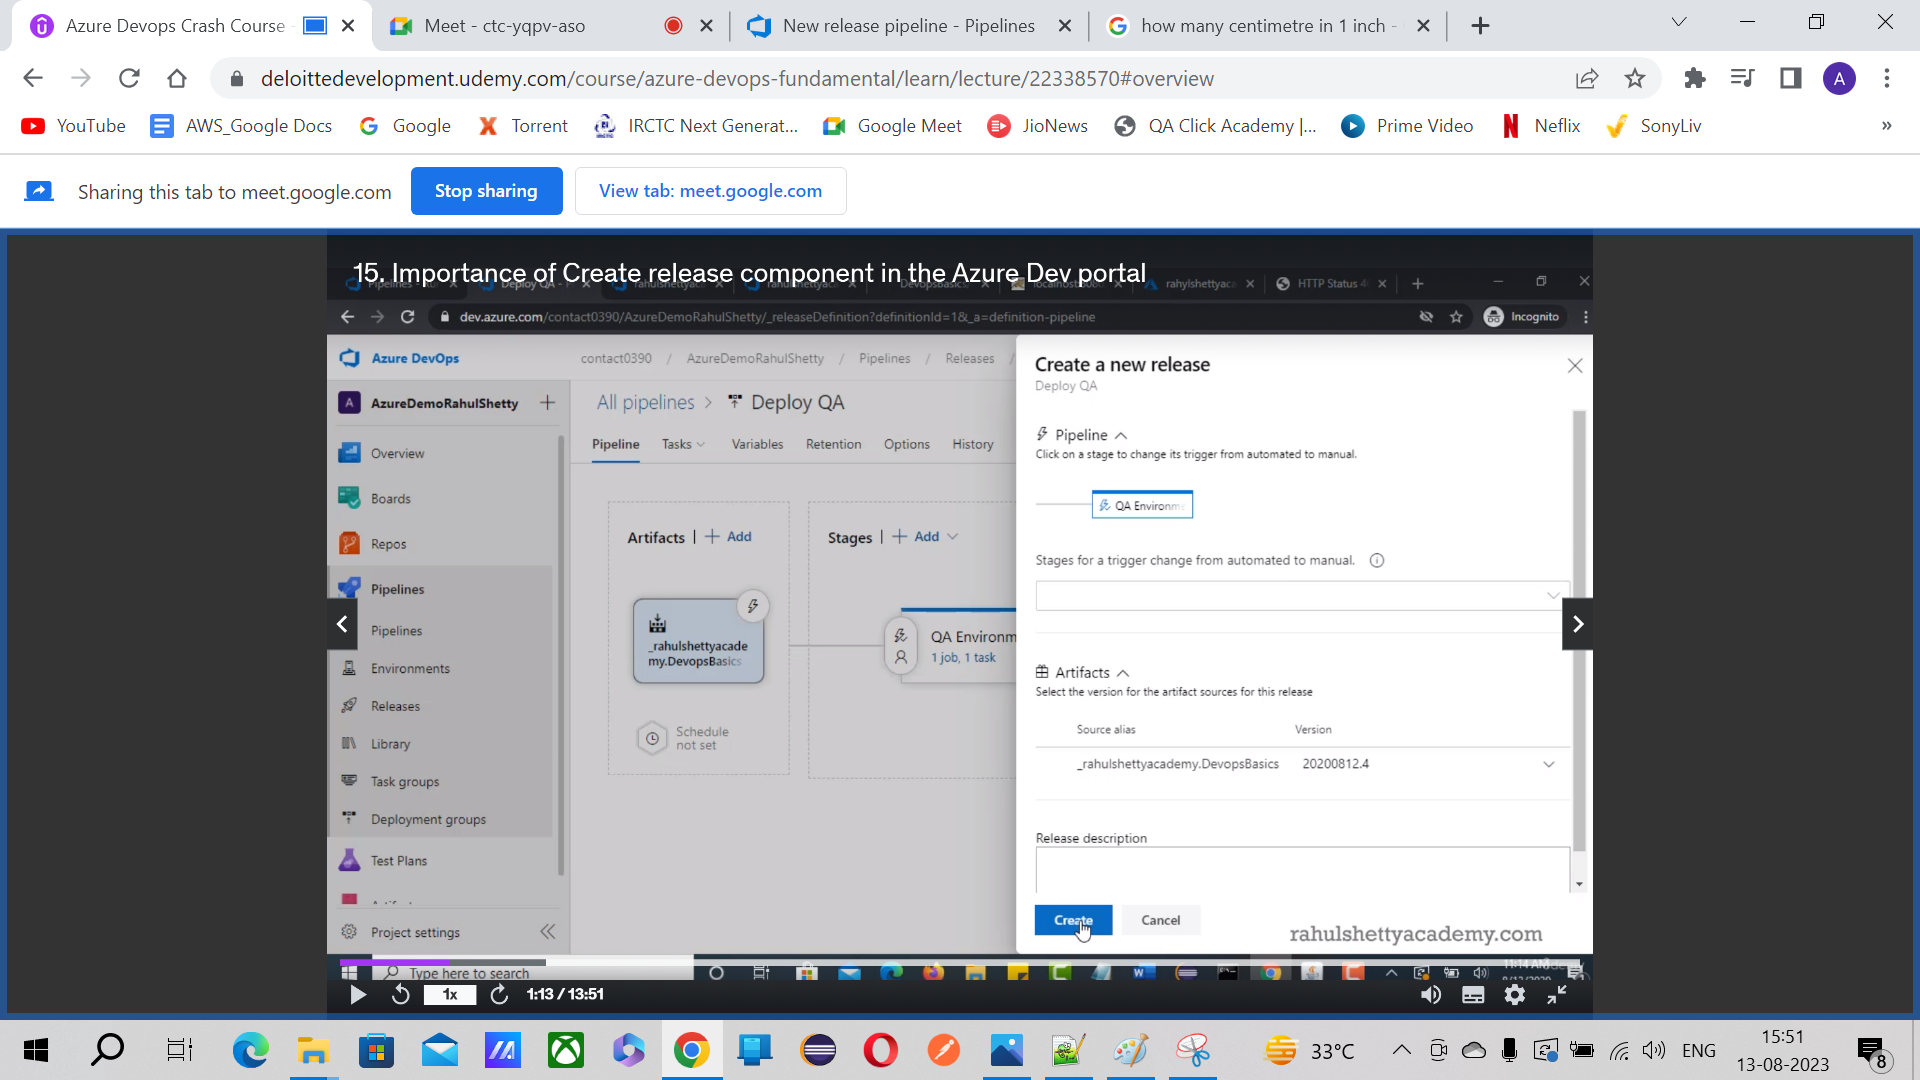 Azure Devops Crash Course
Meet - ctc-yqpv-aso
New release pipeline - Pipelines
how many centimetre in 1 inch -
deloittedevelopment.udemy.com/course/azure-devops-fundamental/learn/lecture/22338570#overview
A
YouTube
AWS_Google Docs
Google
Torrent
IRCTC Next Generat...
Google Meet
JioNews
QA Click Academy |...
Prime Video
Neflix
SonyLiv
»
Sharing this tab to meet.google.com
Stop sharing
View tab: meet.google.com
15. Importance of Create release component in the Azure Dev portal
HTTP Status 4
dev.azure.com/contact0390/AzureDemoRahulShetty/_releaseDefinition?definitionId=1&_a=definition-pipeline
Incognito
Azure DevOps
contact0390 / AzureDemoRahulShetty / Pipelines / Releases /
A AzureDemoRahulShetty +
Overview
Boards
Repos
Pipelines
Pipelines
Environments
Releases
Library
Task groups
Deployment groups
Test Plans
Project settings
All pipelines > Deploy QA
Pipeline
Tasks
Variables
Retention
Options
History
Artifacts | + Add
Stages | + Add
_rahulshettyacade
my.DevopsBasics
Schedule
not set
QA Environm
1 job, 1 task
Create a new release
Deploy QA
Pipeline
Click on a stage to change its trigger from automated to manual.
QA Environm
Stages for a trigger change from automated to manual.
Artifacts
Select the version for the artifact sources for this release
Source alias
Version
_rahulshettyacademy.DevopsBasics
20200812.4
Release description
Create
Cancel
rahulshettyacademy.com
Type here to search
1x
1:13 / 13:51
33°C
ENG
15:51
13-08-2023
8